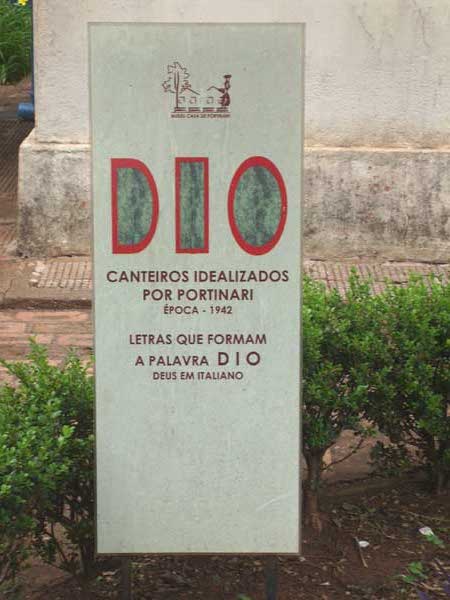 MUSEU CASA DE PORTINARI
DIO
CANTEIROS IDEALIZADOS
POR PORTINARI
ÉPOCA - 1942
LETRAS QUE FORMAM
A PALAVRA DIO
DEUS EM ITALIANO